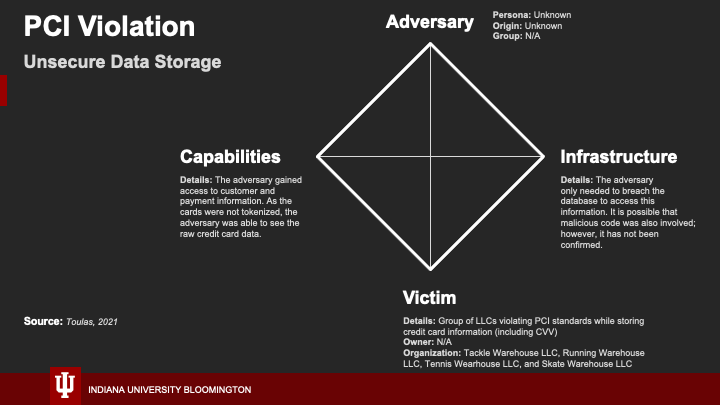 PCI Violation
Unsecure Data Storage
Adversary
Persona: Unknown
Origin: Unknown
Group: N/A
Capabilities
Details: The adversary gained
access to customer and
payment information. As the
cards were not tokenized, the
adversary was able to see the
raw credit card data.
Infrastructure
Details: The adversary
only needed to breach the
database to access this
information. It is possible that
malicious code was also involved;
however, it has not been
confirmed.
Victim
Details: Group of LLCs violating PCI standards while storing
credit card information (including CVV)
Owner: N/A
Organization: Tackle Warehouse LLC, Running Warehouse
LLC, Tennis Wearhouse LLC, and Skate Warehouse LLC
Source: Toulas, 2021
INDIANA UNIVERSITY BLOOMINGTON